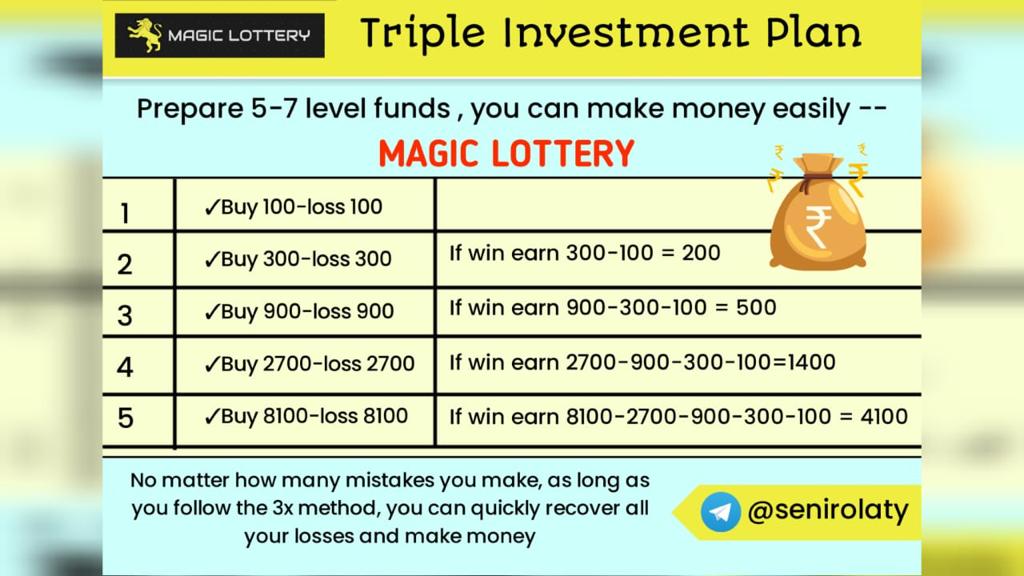 MAGIC LOTTERY
Triple Investment Plan
Prepare 5-7 level funds , you can make money easily --
MAGIC LOTTERY
1 ✓Buy 100-loss 100
2 ✓Buy 300-loss 300 If win earn 300-100 = 200
3 ✓Buy 900-loss 900 If win earn 900-300-100 = 500
4 ✓Buy 2700-loss 2700 If win earn 2700-900-300-100=1400
5 ✓Buy 8100-loss 8100 If win earn 8100-2700-900-300-100 = 4100
₹ ₹ ₹ ₹
₹
No matter how many mistakes you make, as long as
you follow the 3x method, you can quickly recover all
your losses and make money
@senirolaty